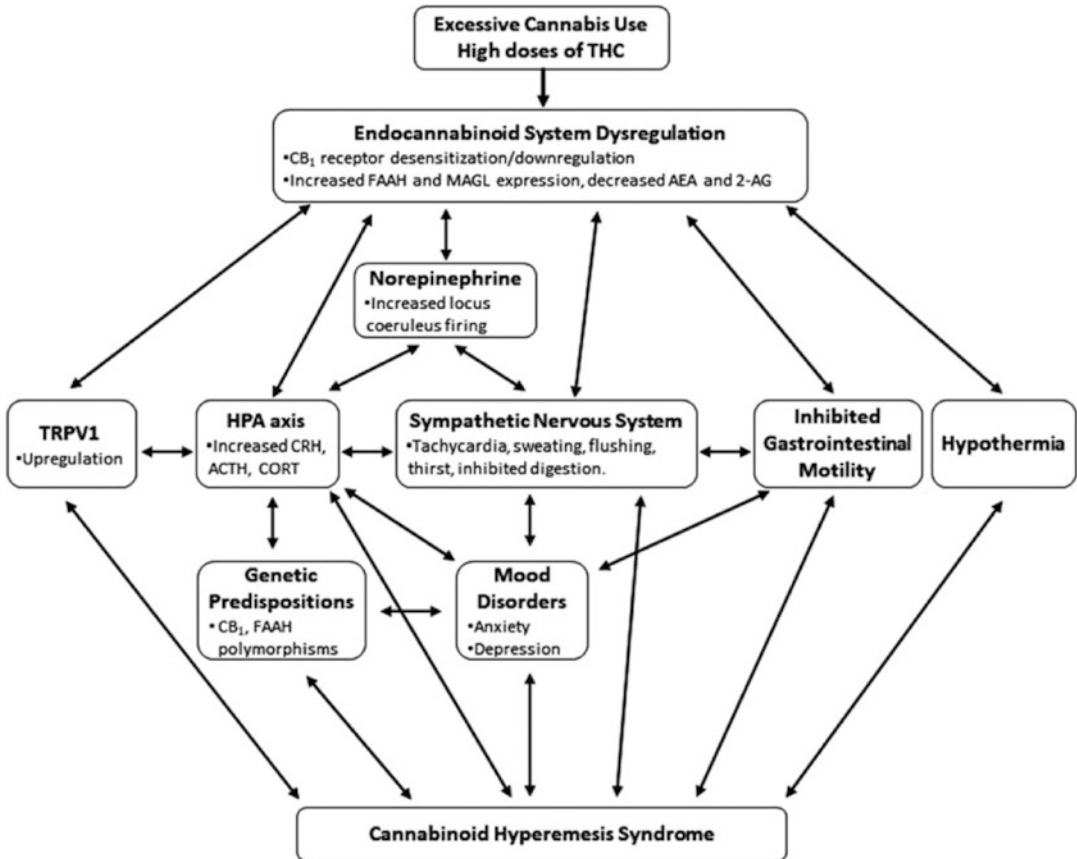 Excessive Cannabis Use
High doses of THC
Endocannabinoid System Dysregulation
•CB₁ receptor desensitization/downregulation
•Increased FAAH and MAGL expression, decreased AEA and 2-AG
Norepinephrine
•Increased locus
coeruleus firing
TRPV1
•Upregulation
HPA axis
•Increased CRH,
ACTH, CORT
Sympathetic Nervous System
•Tachycardia, sweating, flushing,
thirst, inhibited digestion.
Inhibited
Gastrointestinal
Motility
Hypothermia
Genetic
Predispositions
•CB₁, FAAH
polymorphisms
Mood
Disorders
•Anxiety
•Depression
Cannabinoid Hyperemesis Syndrome